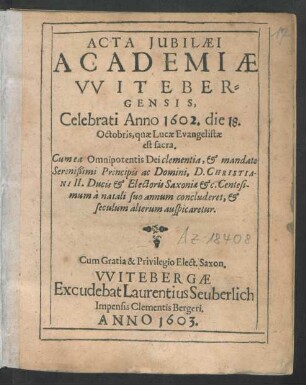 ACTA JUBILÆI
ACADEMIÆ
VVITEBER-
GENSIS,
Celebrati Anno 1602, die 18.
Octobris, quæ Lucæ Evangelistæ
est sacra.
Cum ea Omnipotentis Dei clementia, & mandato
Serenissimi Principis ac Domini, D. CHRISTIA-
NI II. Ducis & Electoris Saxoniæ &c. Centesi-
mum à natali suo annum concluderet, &
seculum alterum auspicaretur.
Az 18408
Cum Gratia & Privilegio Elect. Saxon.
VVITEBERGÆ
Excudebat Laurentius Seuberlich
Impensis Clementis Bergeri.
ANNO 1603.